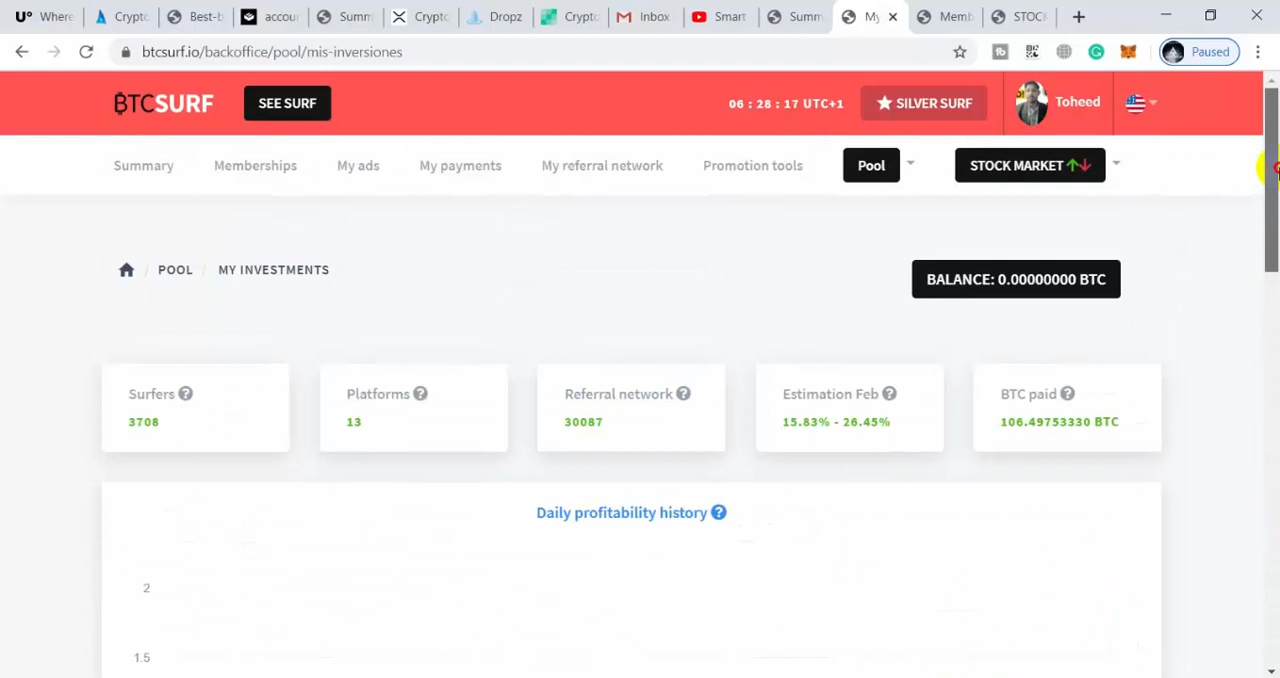 U° Where
Crypto
Best-b
accou
Summ
Crypto
Dropz
Crypto
Inbox
Smart
Summ
My
Memb
STOCK
btcsurf.io/backoffice/pool/mis-inversiones
Paused
BTCSURF
SEE SURF
06 : 28 : 17 UTC+1
★ SILVER SURF
Toheed
Summary
Memberships
My ads
My payments
My referral network
Promotion tools
Pool
STOCK MARKET
/ POOL / MY INVESTMENTS
BALANCE: 0.00000000 BTC
Surfers ?
3708
Platforms ?
13
Referral network ?
30087
Estimation Feb ?
15.83% - 26.45%
BTC paid ?
106.49753330 BTC
Daily profitability history ?
2
1.5